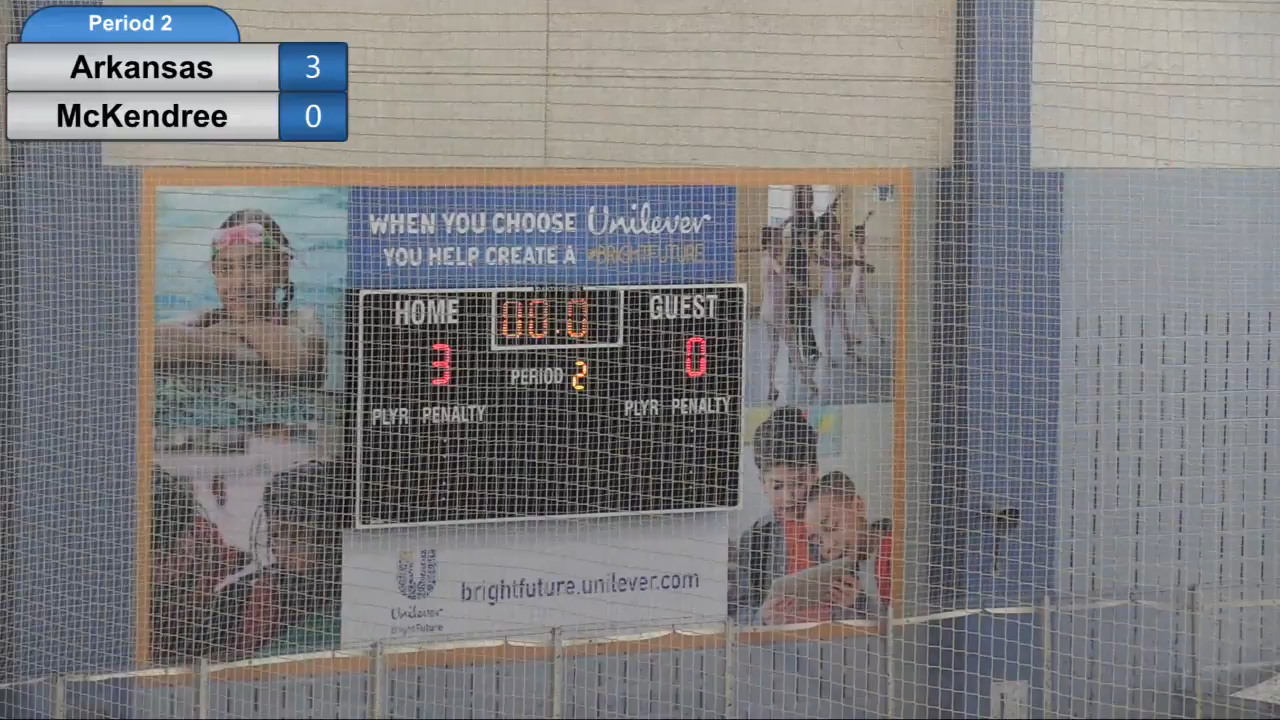 Period 2
Arkansas 3
McKendree 0
WHEN YOU CHOOSE Unilever
YOU HELP CREATE A #BRIGHTFUTURE
HOME 00.0 GUEST
3 PERIOD 2 0
PLYR PENALTY PLYR PENALTY
brightfuture.unilever.com
Unilever
BrightFuture